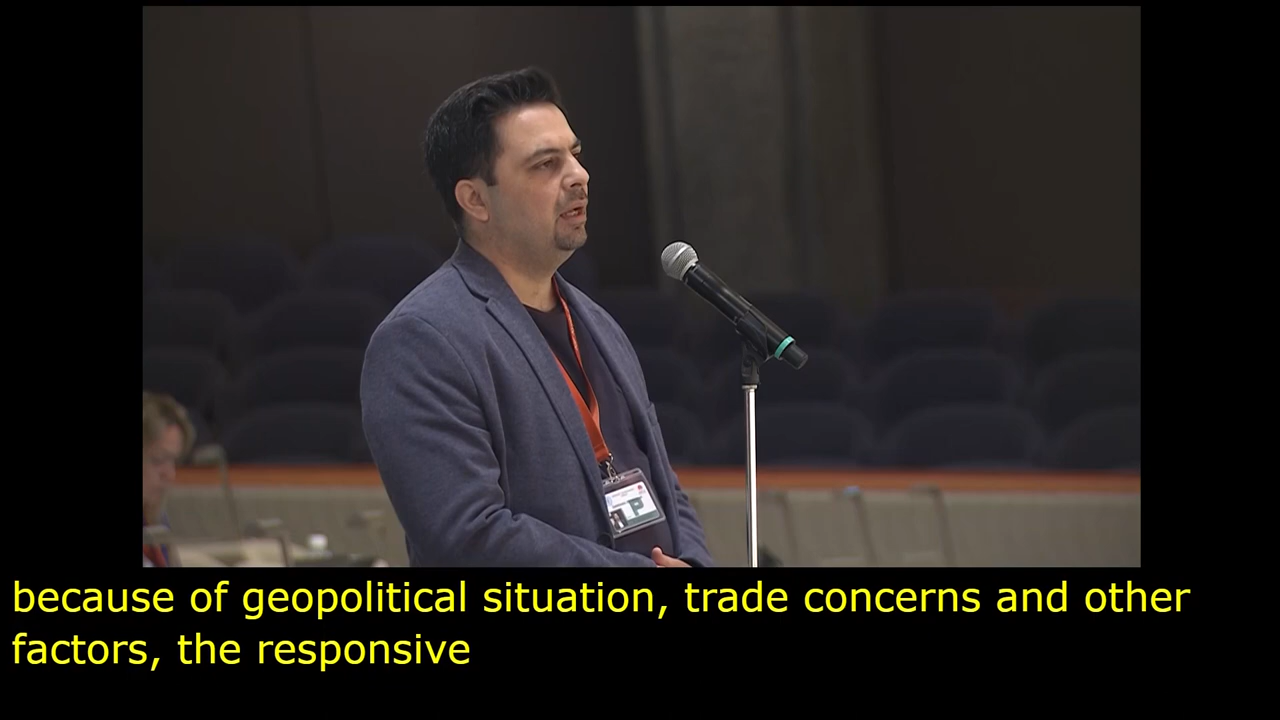 P
because of geopolitical situation, trade concerns and other
factors, the responsive